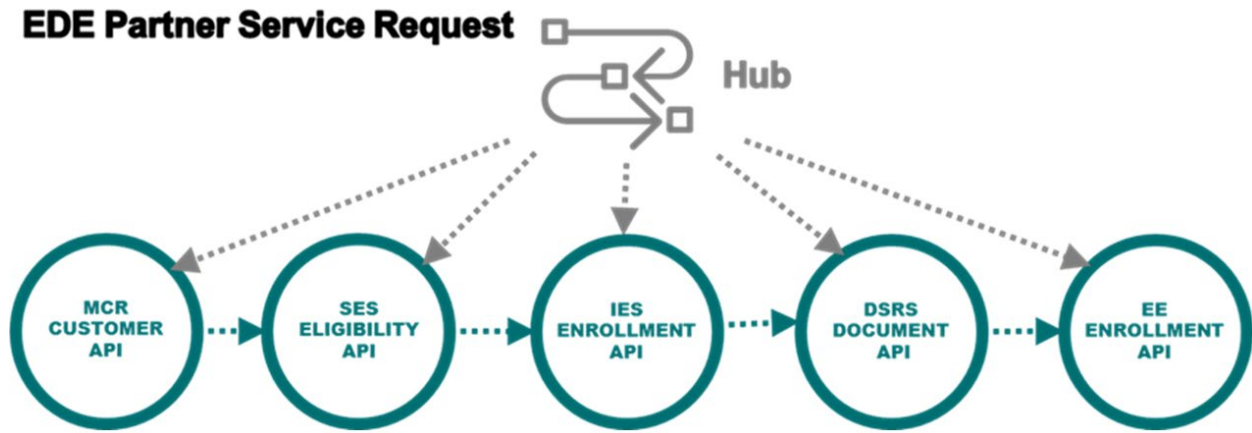 EDE Partner Service Request
Hub
MCR
CUSTOMER
API
SES
ELIGIBILITY
API
IES
ENROLLMENT
API
DSRS
DOCUMENT
API
EE
ENROLLMENT
API